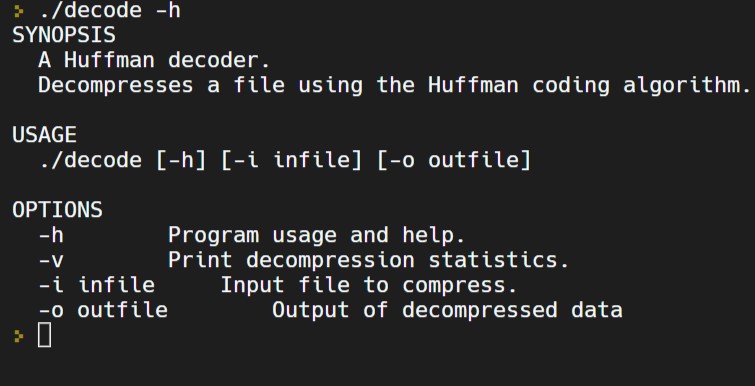 > ./decode -h
SYNOPSIS
  A Huffman decoder.
  Decompresses a file using the Huffman coding algorithm.

USAGE
  ./decode [-h] [-i infile] [-o outfile]

OPTIONS
  -h        Program usage and help.
  -v        Print decompression statistics.
  -i infile     Input file to compress.
  -o outfile        Output of decompressed data
>